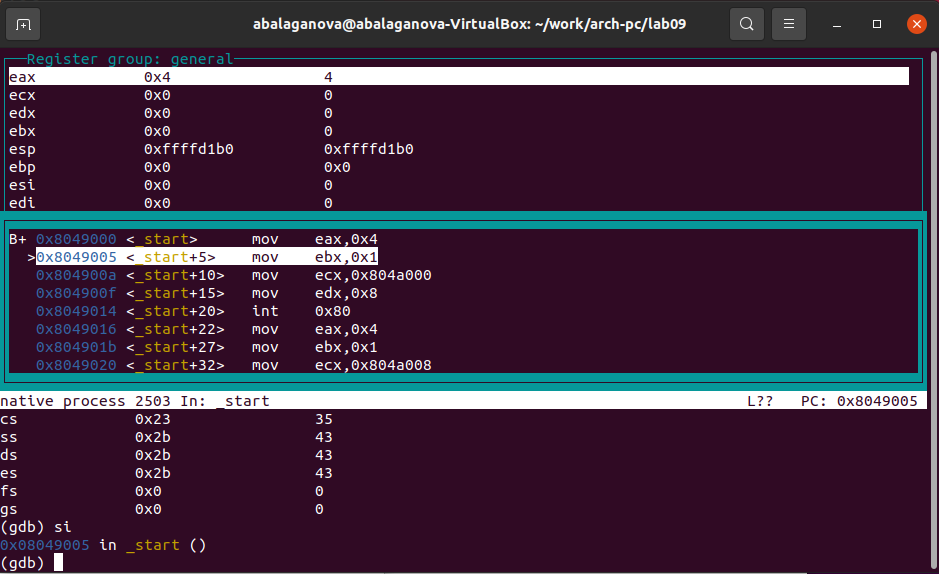 abalaganova@abalaganova-VirtualBox: ~/work/arch-pc/lab09
Register group: general
eax 0x4 4
ecx 0x0 0
edx 0x0 0
ebx 0x0 0
esp 0xffffd1b0 0xffffd1b0
ebp 0x0 0x0
esi 0x0 0
edi 0x0 0
B+ 0x8049000 <_start> mov eax,0x4
>0x8049005 <_start+5> mov ebx,0x1
0x804900a <_start+10> mov ecx,0x804a000
0x804900f <_start+15> mov edx,0x8
0x8049014 <_start+20> int 0x80
0x8049016 <_start+22> mov eax,0x4
0x804901b <_start+27> mov ebx,0x1
0x8049020 <_start+32> mov ecx,0x804a008
native process 2503 In: _start L?? PC: 0x8049005
cs 0x23 35
ss 0x2b 43
ds 0x2b 43
es 0x2b 43
fs 0x0 0
gs 0x0 0
(gdb) si
0x08049005 in _start ()
(gdb)